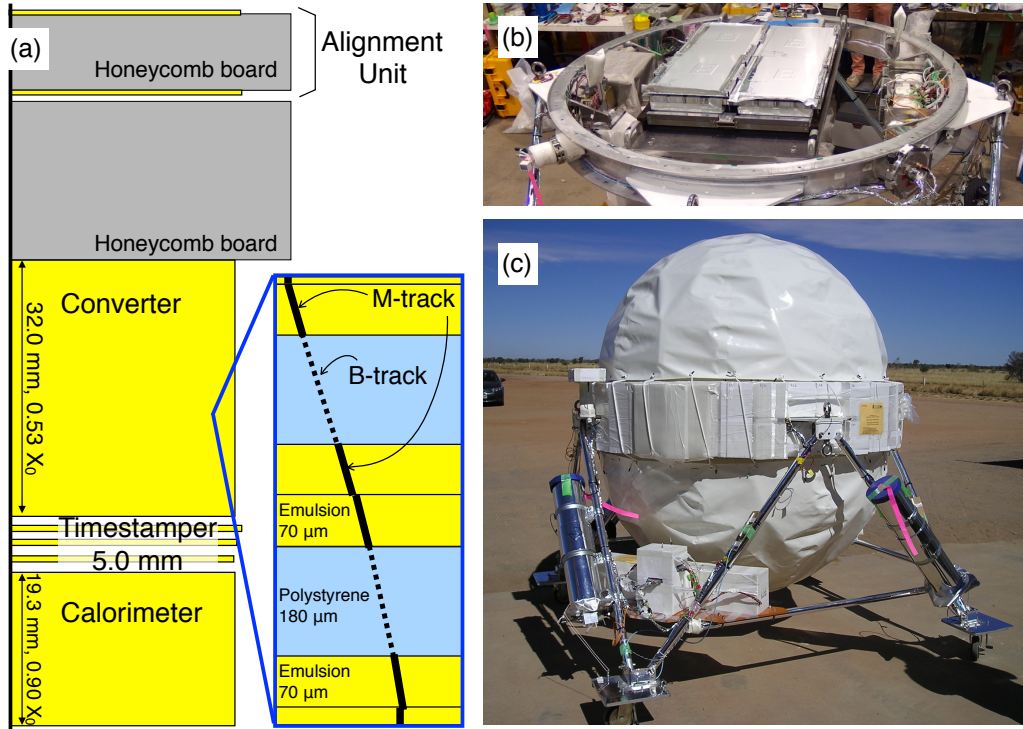 (a)
Honeycomb board
Alignment
Unit
Honeycomb board
Converter
32.0 mm, 0.53 X₀
M-track
B-track
Emulsion
70 µm
Polystyrene
180 µm
Emulsion
70 µm
Timestamper
5.0 mm
Calorimeter
19.3 mm, 0.90 X₀
(b)
(c)